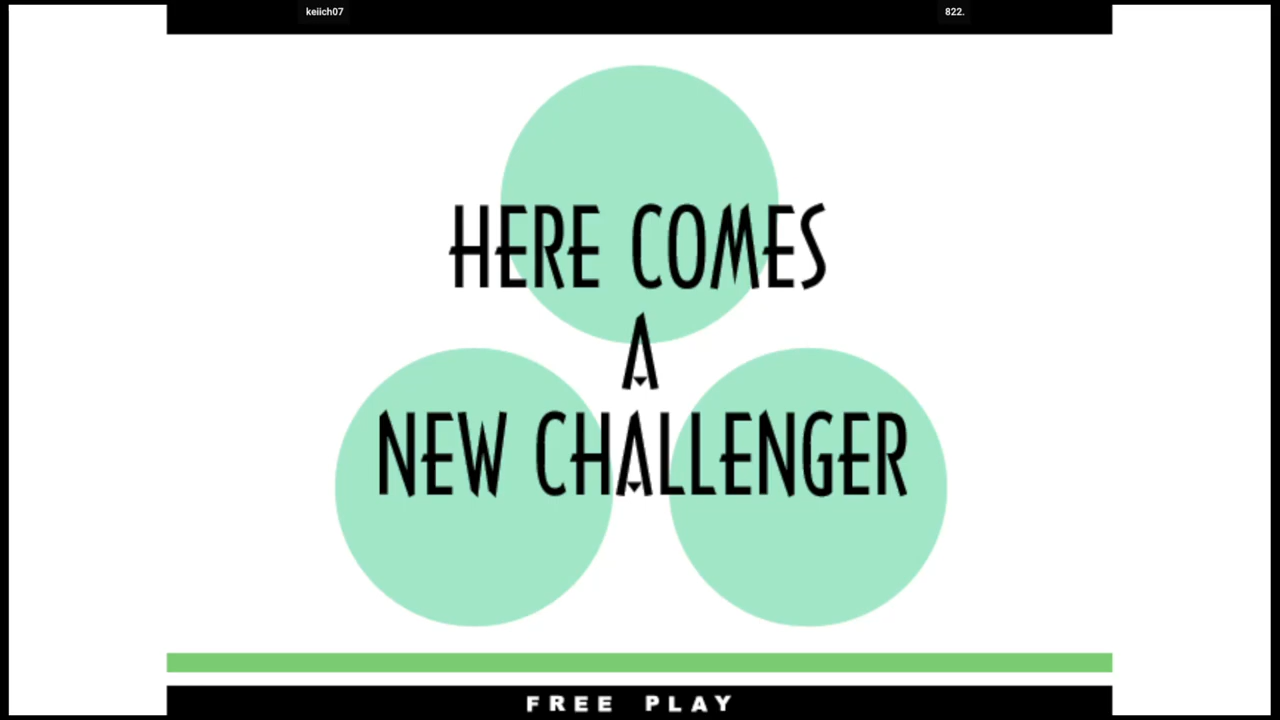 keiich07 822.
HERE COMES
A
NEW CHALLENGER
FREE PLAY